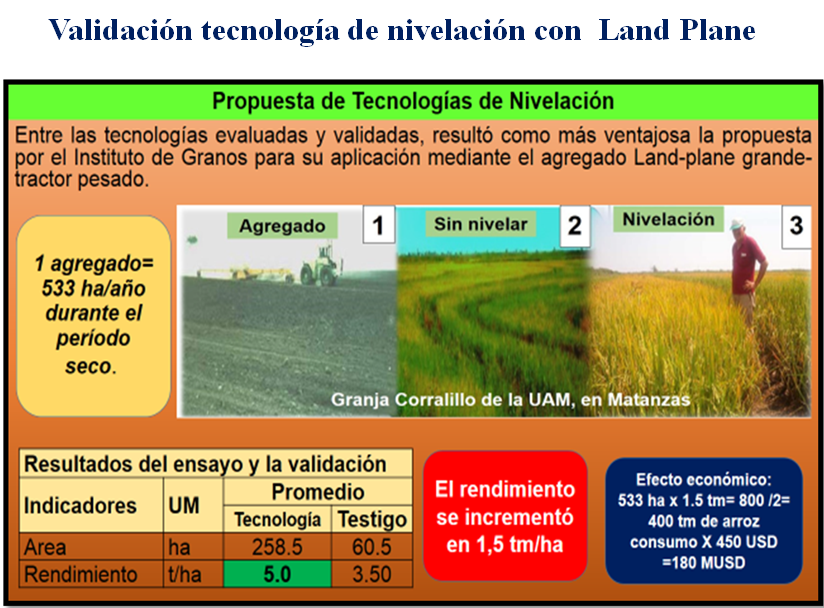 Validación tecnología de nivelación con Land Plane
Propuesta de Tecnologías de Nivelación
Entre las tecnologías evaluadas y validadas, resultó como más ventajosa la propuesta
por el Instituto de Granos para su aplicación mediante el agregado Land-plane grande-
tractor pesado.
1 agregado=
533 ha/año
durante el
período
seco.
Agregado 1
Sin nivelar 2
Nivelación 3
Granja Corralillo de la UAM, en Matanzas
Resultados del ensayo y la validación
Indicadores UM Promedio
Tecnología Testigo
Area ha 258.5 60.5
Rendimiento t/ha 5.0 3.50
El rendimiento
se incrementó
en 1,5 tm/ha
Efecto económico:
533 ha x 1.5 tm= 800 /2=
400 tm de arroz
consumo X 450 USD
=180 MUSD